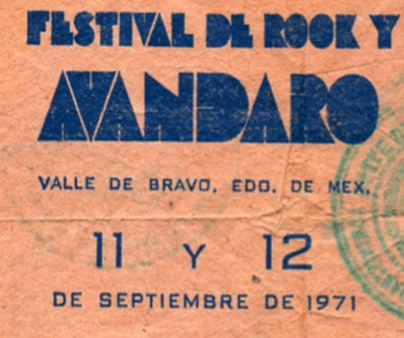 FESTIVAL DE ROCK Y
AVANDARO
VALLE DE BRAVO, EDO. DE MEX.
11 Y 12
DE SEPTIEMBRE DE 1971